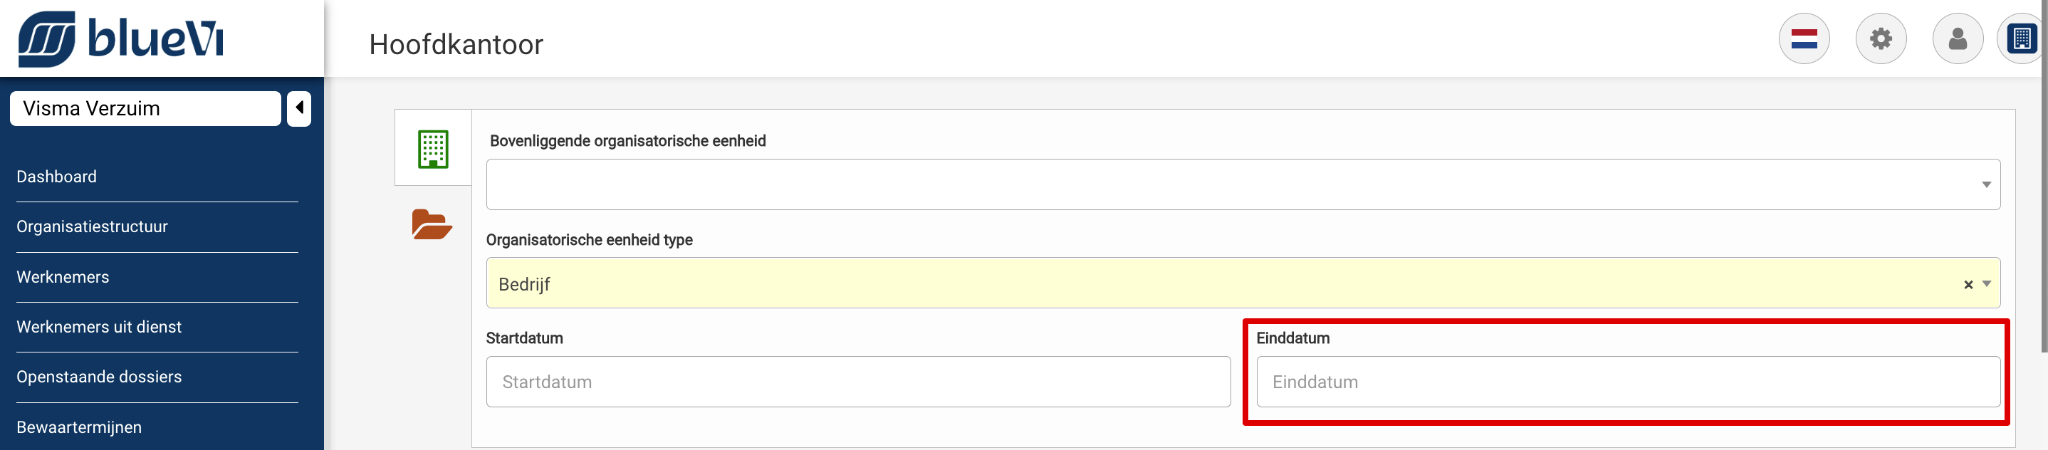 blueVi
Hoofdkantoor
Visma Verzuim
Dashboard
Organisatiestructuur
Werknemers
Werknemers uit dienst
Openstaande dossiers
Bewaartermijnen
Bovenliggende organisatorische eenheid
Organisatorische eenheid type
Bedrijf
Startdatum
Einddatum
Startdatum
Einddatum